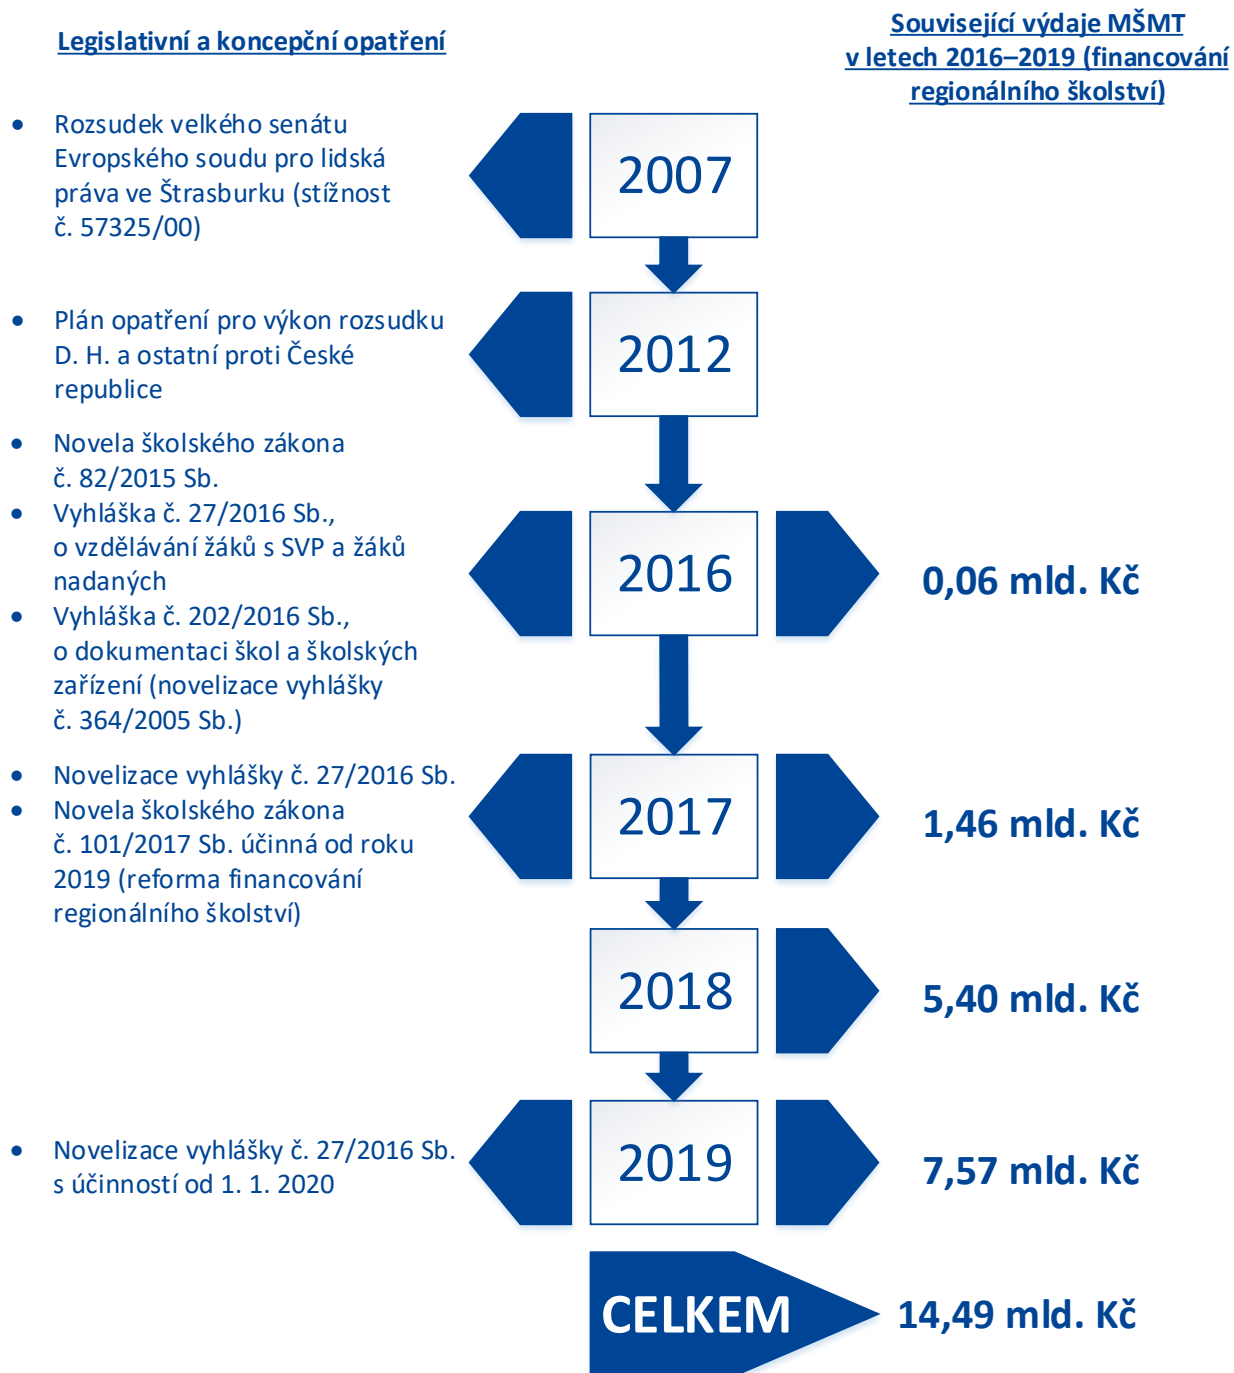 Legislativní a koncepční opatření
Související výdaje MŠMT
v letech 2016–2019 (financování
regionálního školství)
• Rozsudek velkého senátu
Evropského soudu pro lidská
práva ve Štrasburku (stížnost
č. 57325/00)
2007
• Plán opatření pro výkon rozsudku
D. H. a ostatní proti České
republice
2012
• Novela školského zákona
č. 82/2015 Sb.
• Vyhláška č. 27/2016 Sb.,
o vzdělávání žáků s SVP a žáků
nadaných
• Vyhláška č. 202/2016 Sb.,
o dokumentaci škol a školských
zařízení (novelizace vyhlášky
č. 364/2005 Sb.)
2016
0,06 mld. Kč
• Novelizace vyhlášky č. 27/2016 Sb.
• Novela školského zákona
č. 101/2017 Sb. účinná od roku
2019 (reforma financování
regionálního školství)
2017
1,46 mld. Kč
2018
5,40 mld. Kč
• Novelizace vyhlášky č. 27/2016 Sb.
s účinností od 1. 1. 2020
2019
7,57 mld. Kč
CELKEM
14,49 mld. Kč